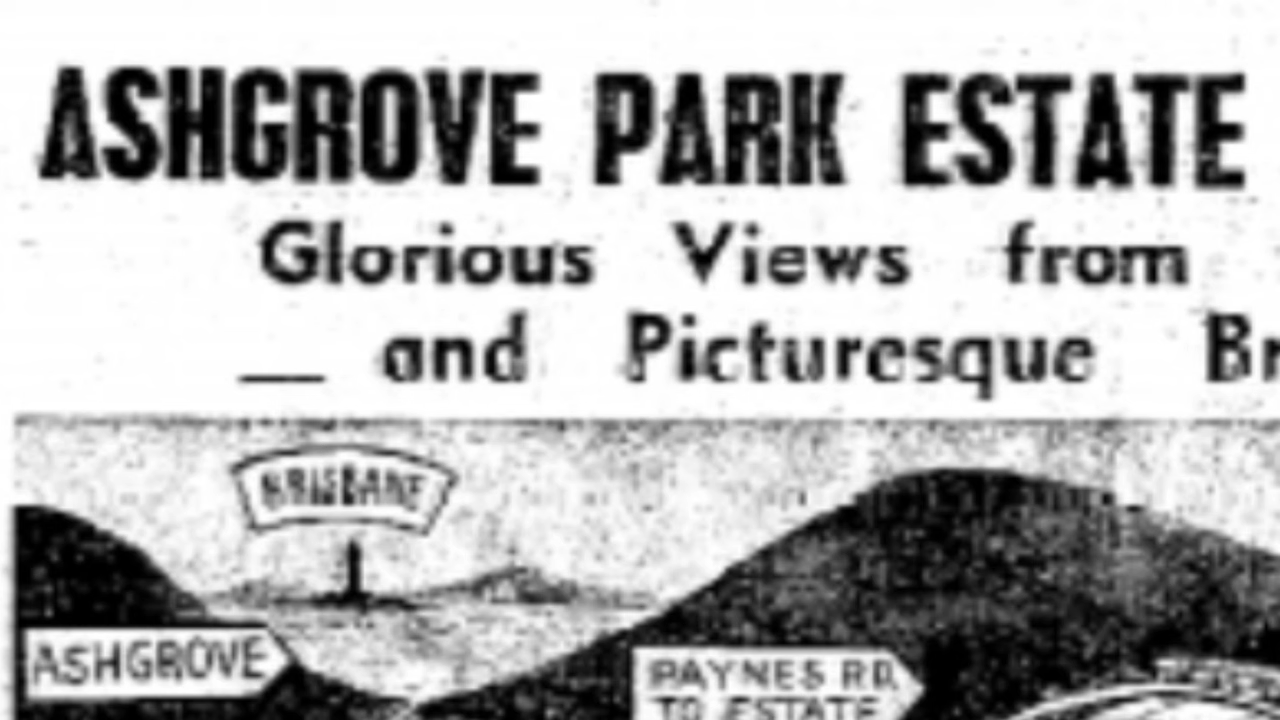 ASHGROVE PARK ESTATE
Glorious Views from
and Picturesque Br
BRISBANE
ASHGROVE
PAYNES RD.
TO ESTATE